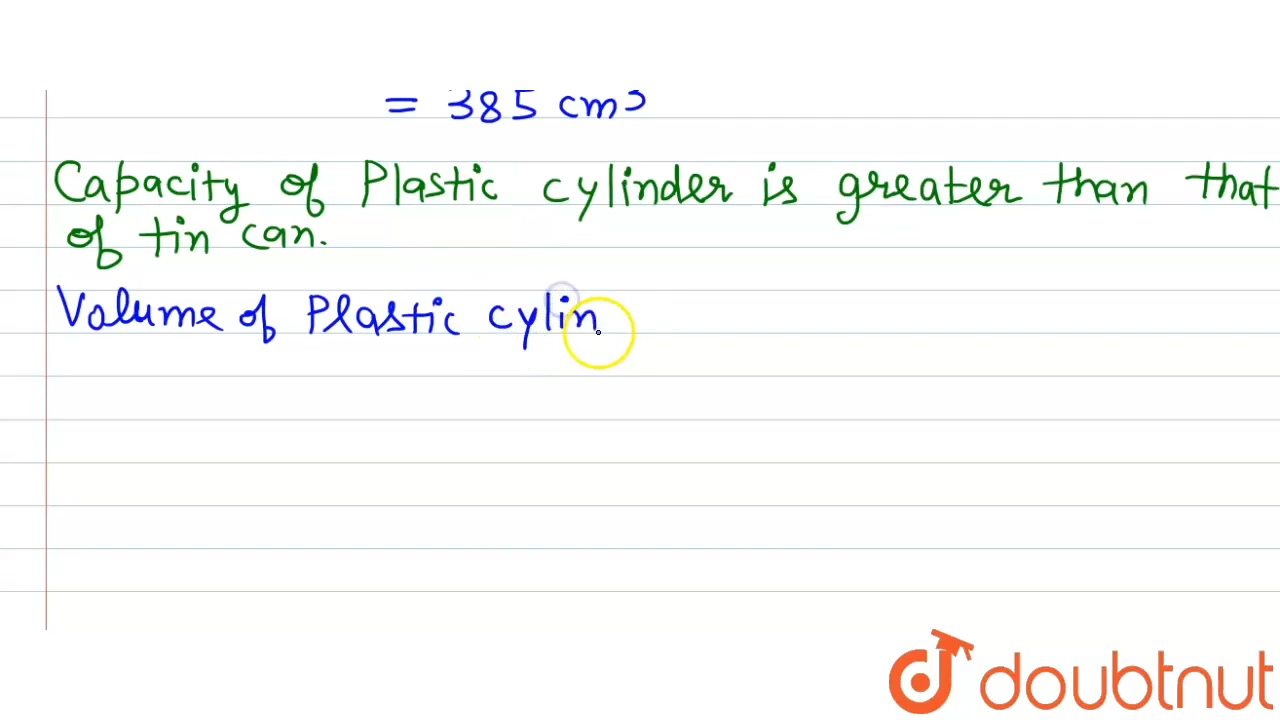 = 385 cm³
Capacity of Plastic cylinder is greater than that
of tin can.
Volume of Plastic cylin
doubtnut